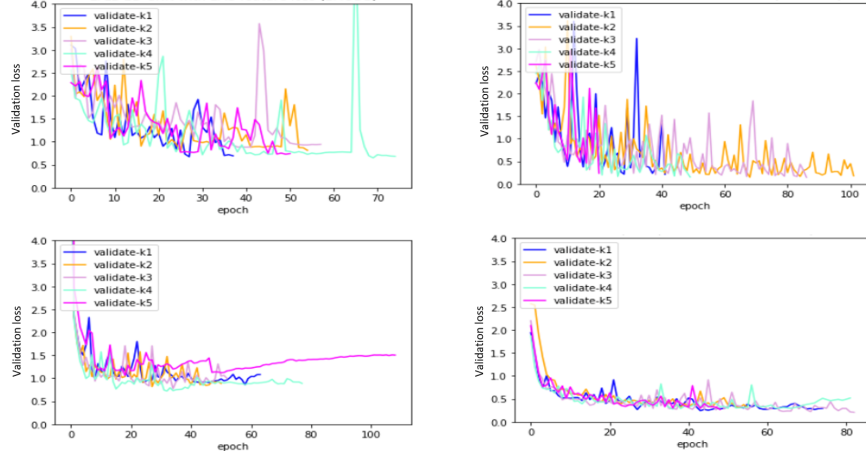 4.0
3.5
3.0
2.5
2.0
1.5
1.0
0.5
0.0
Validation loss
validate-k1
validate-k2
validate-k3
validate-k4
validate-k5
0 10 20 30 40 50 60 70
epoch
4.0
3.5
3.0
2.5
2.0
1.5
1.0
0.5
0.0
Validation loss
validate-k1
validate-k2
validate-k3
validate-k4
validate-k5
0 20 40 60 80 100
epoch
4.0
3.5
3.0
2.5
2.0
1.5
1.0
0.5
0.0
Validation loss
validate-k1
validate-k2
validate-k3
validate-k4
validate-k5
0 20 40 60 80 100
epoch
4.0
3.5
3.0
2.5
2.0
1.5
1.0
0.5
0.0
Validation loss
validate-k1
validate-k2
validate-k3
validate-k4
validate-k5
0 20 40 60 80
epoch